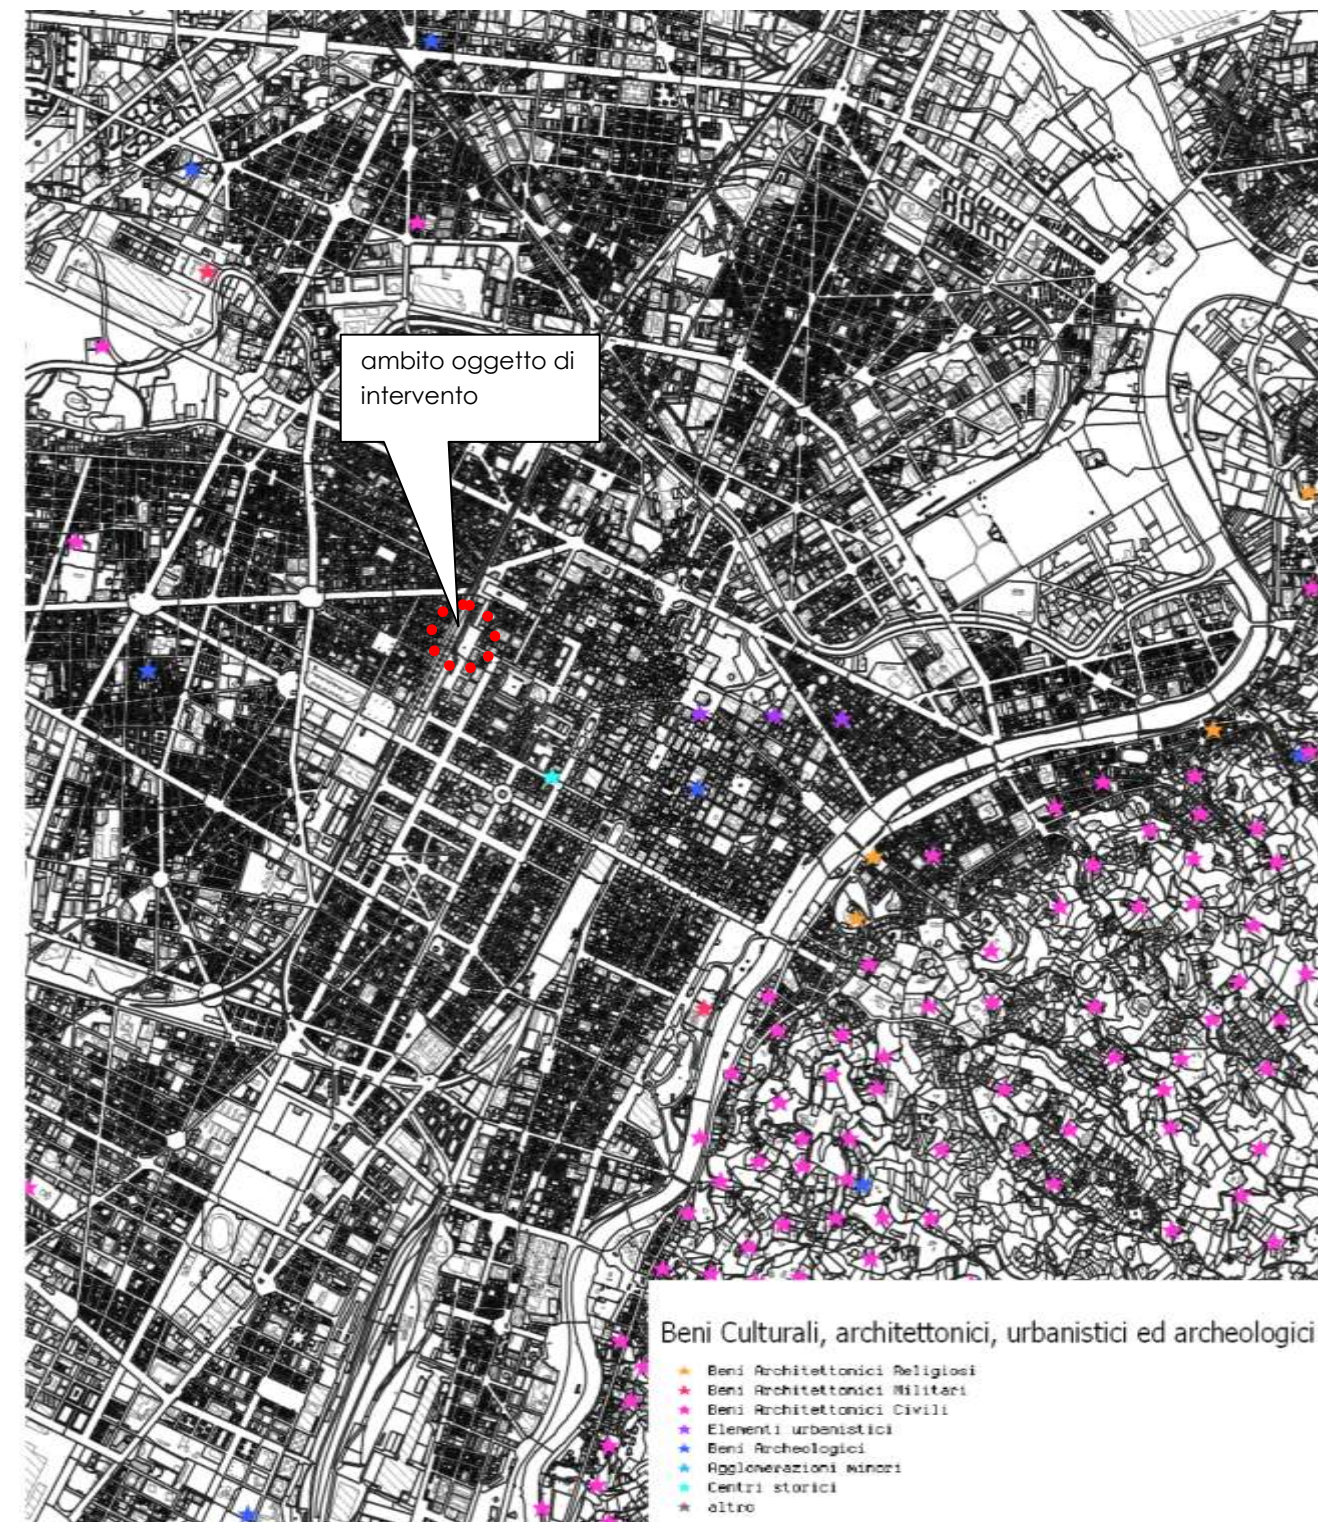 ambito oggetto di
intervento
Beni Culturali, architettonici, urbanistici ed archeologici
Beni Architettonici Religiosi
Beni Architettonici Militari
Beni Architettonici Civili
Elementi urbanistici
Beni Archeologici
Agglomerazioni minori
Centri storici
altro